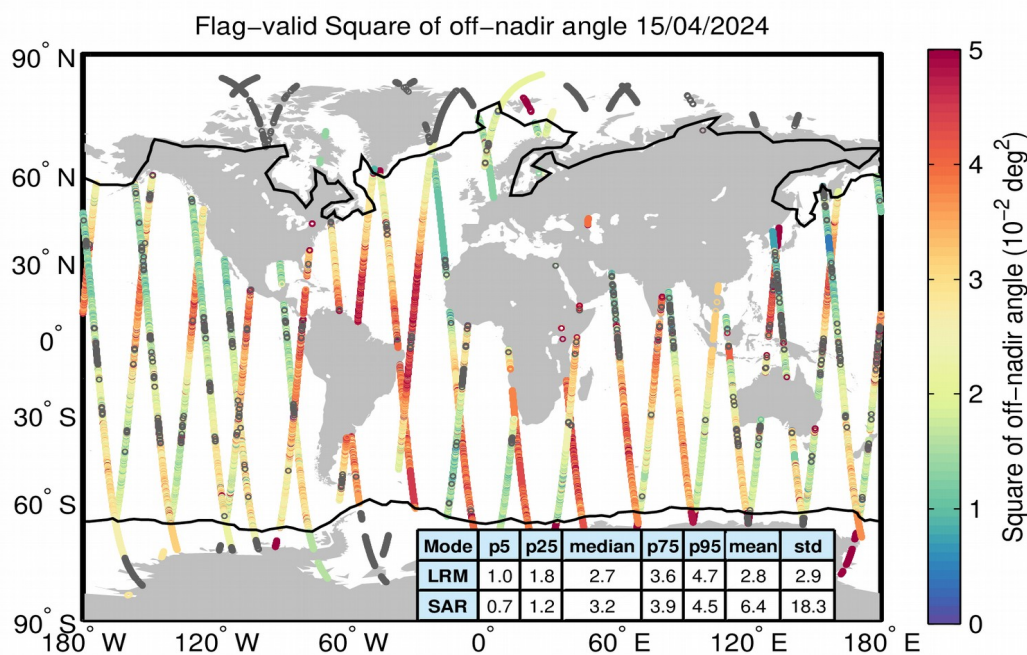 Flag-valid Square of off-nadir angle 15/04/2024
90° N
60° N
30° N
0°
30° S
60° S
90° S
180° W
120° W
60° W
0°
60° E
120° E
180° E
Mode p5 p25 median p75 p95 mean std
LRM 1.0 1.8 2.7 3.6 4.7 2.8 2.9
SAR 0.7 1.2 3.2 3.9 4.5 6.4 18.3
5
4
3
2
1
0
Square of off-nadir angle (10⁻² deg²)